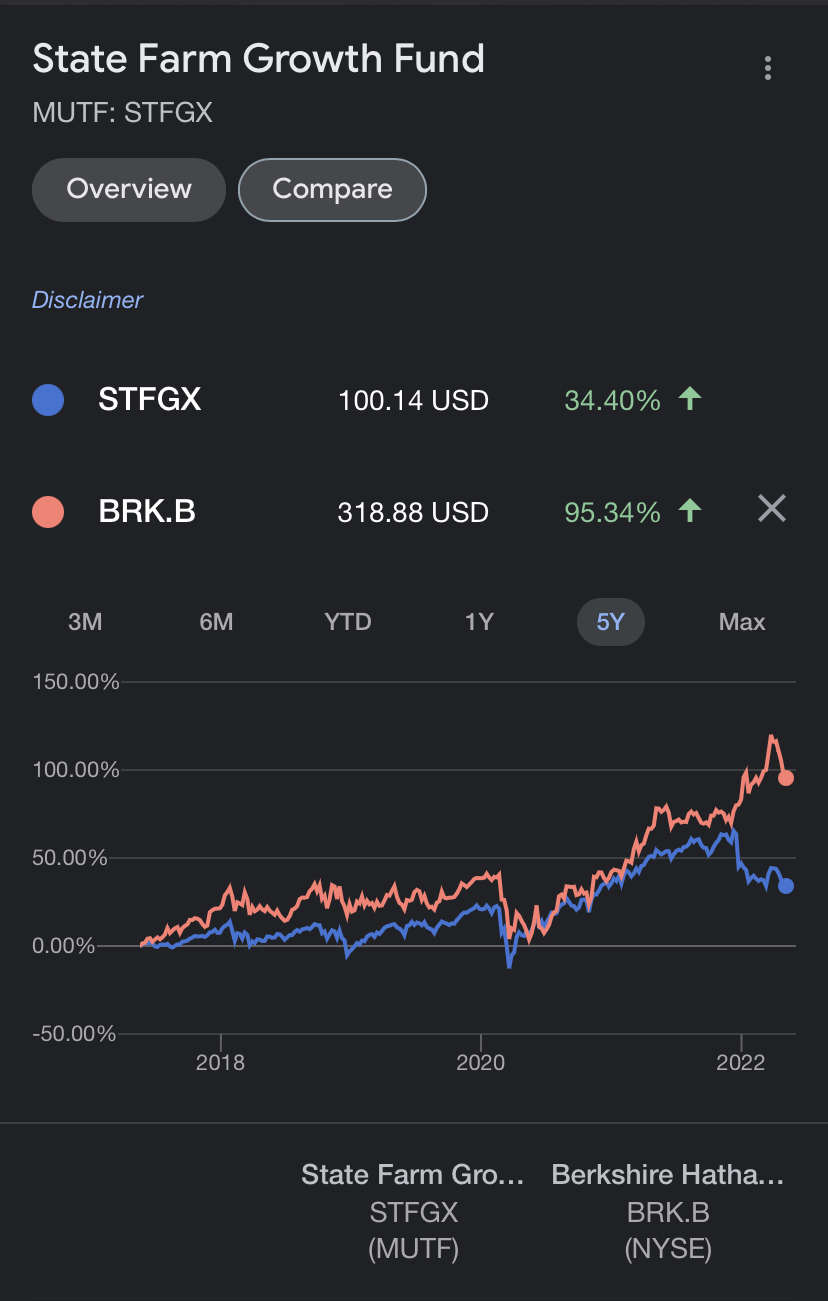 State Farm Growth Fund
MUTF: STFGX
Overview Compare
Disclaimer
STFGX 100.14 USD 34.40% ↑
BRK.B 318.88 USD 95.34% ↑ ×
3M 6M YTD 1Y 5Y Max
150.00%
100.00%
50.00%
0.00%
-50.00%
2018 2020 2022
State Farm Gro... Berkshire Hatha...
STFGX BRK.B
(MUTF) (NYSE)